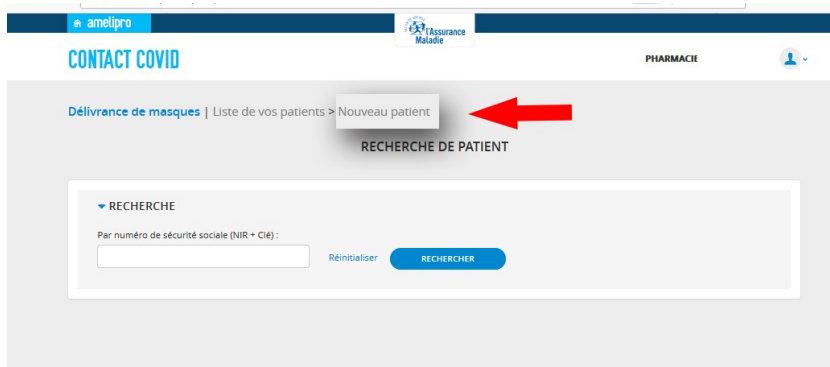 amelipro
l'Assurance
Maladie
CONTACT COVID
PHARMACIE
Délivrance de masques | Liste de vos patients > Nouveau patient
RECHERCHE DE PATIENT
RECHERCHE
Par numéro de sécurité sociale (NIR + Clé) :
Réinitialiser
RECHERCHER